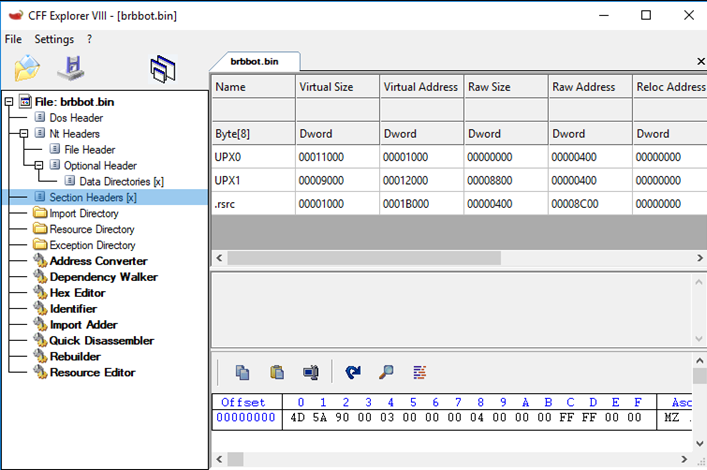 CFF Explorer VIII - [brbbot.bin]
File Settings ?
brbbot.bin
File: brbbot.bin
Dos Header
Nt Headers
File Header
Optional Header
Data Directories [x]
Section Headers [x]
Import Directory
Resource Directory
Exception Directory
Address Converter
Dependency Walker
Hex Editor
Identifier
Import Adder
Quick Disassembler
Rebuilder
Resource Editor
Name Virtual Size Virtual Address Raw Size Raw Address Reloc Address
Byte[8] Dword Dword Dword Dword Dword
UPX0 00011000 00001000 00000000 00000400 00000000
UPX1 00009000 00012000 00008800 00000400 00000000
.rsrc 00001000 0001B000 00000400 00008C00 00000000
Offset 0 1 2 3 4 5 6 7 8 9 A B C D E F Asc
00000000 4D 5A 90 00 03 00 00 00 04 00 00 00 FF FF 00 00 MZ .